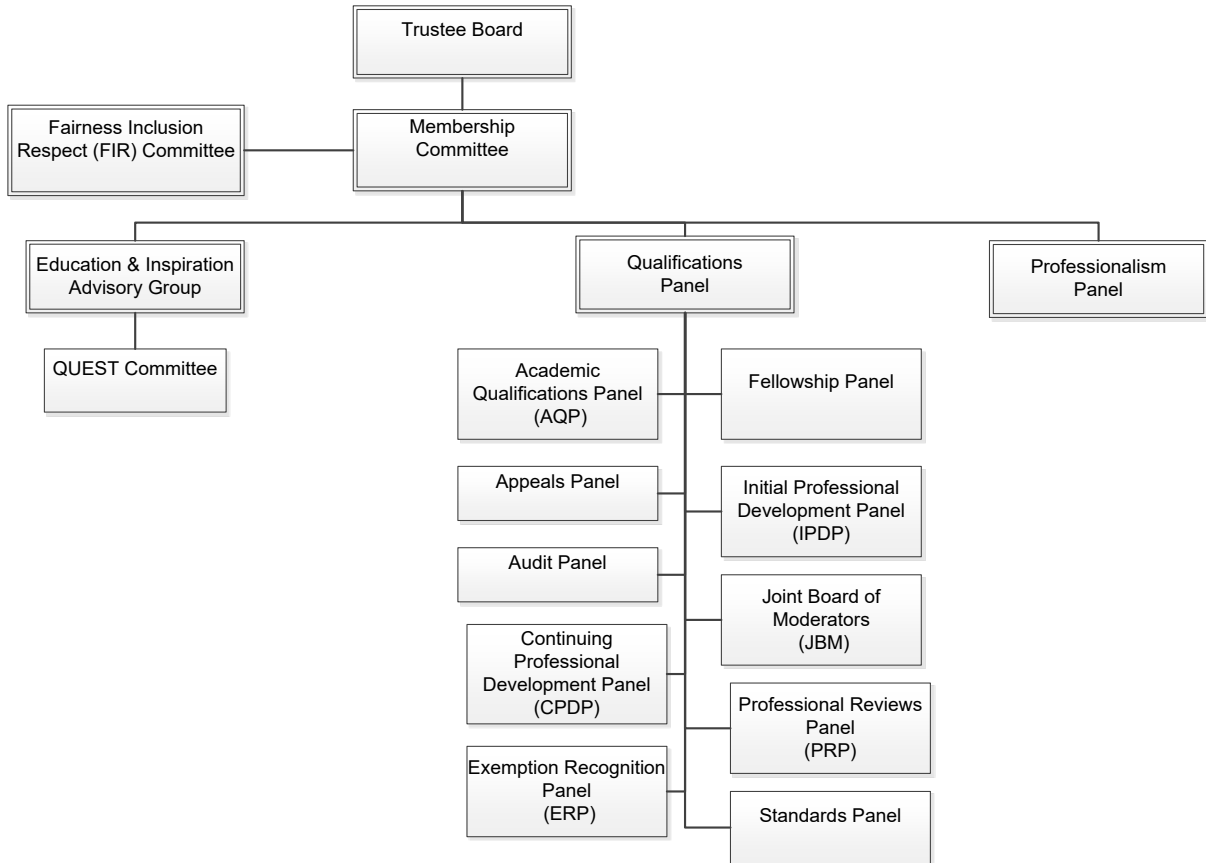 Trustee Board
Fairness Inclusion
Respect (FIR) Committee
Membership
Committee
Education & Inspiration
Advisory Group
Qualifications
Panel
Professionalism
Panel
QUEST Committee
Academic
Qualifications Panel
(AQP)
Fellowship Panel
Appeals Panel
Initial Professional
Development Panel
(IPDP)
Audit Panel
Joint Board of
Moderators
(JBM)
Continuing
Professional
Development Panel
(CPDP)
Professional Reviews
Panel
(PRP)
Exemption Recognition
Panel
(ERP)
Standards Panel